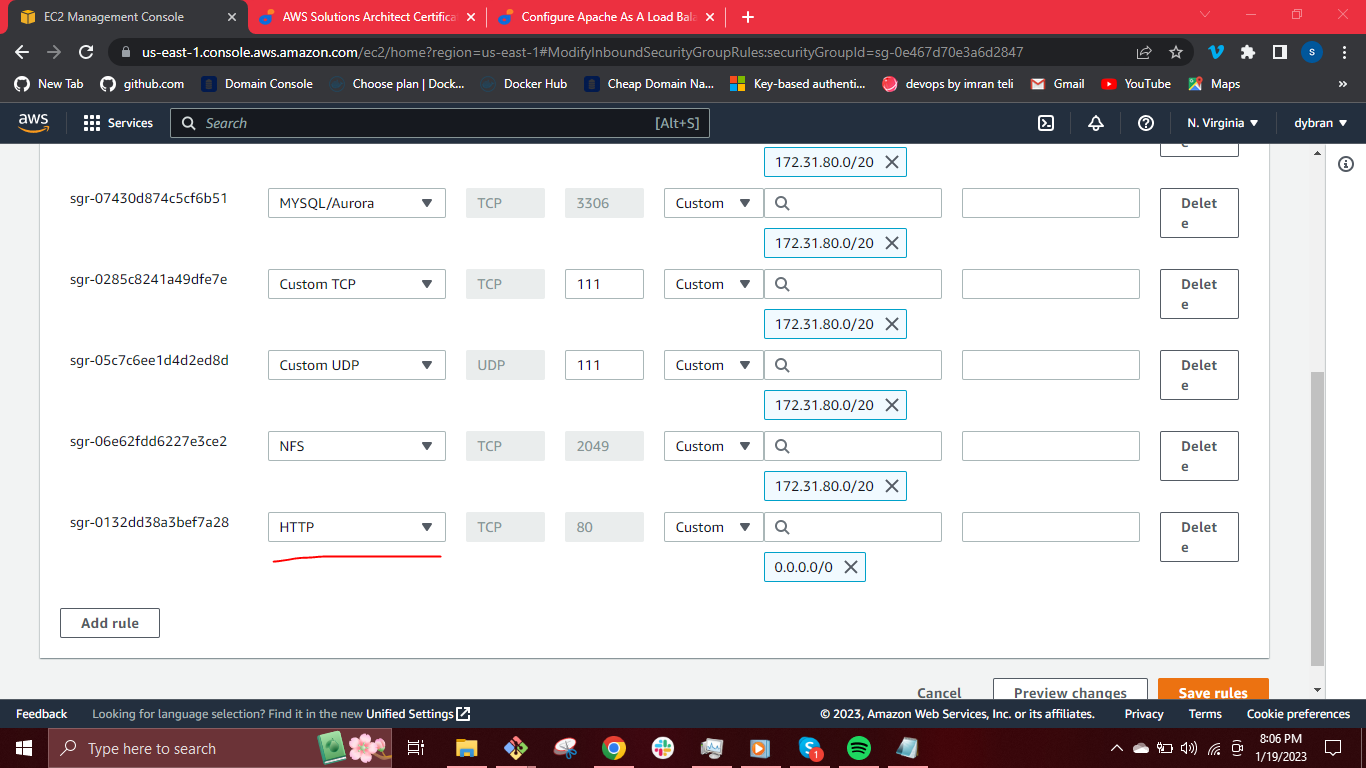 EC2 Management Console
AWS Solutions Architect Certifica
Configure Apache As A Load Bala
us-east-1.console.aws.amazon.com/ec2/home?region=us-east-1#ModifyInboundSecurityGroupRules:securityGroupId=sg-0e467d70e3a6d2847
S
New Tab
github.com
Domain Console
Choose plan | Dock...
Docker Hub
Cheap Domain Na...
Key-based authenti...
devops by imran teli
Gmail
YouTube
Maps
»
aws
Services
Search
[Alt+S]
N. Virginia
dybran
172.31.80.0/20
e
sgr-07430d874c5cf6b51
MYSQL/Aurora
TCP
3306
Custom
Delet
e
172.31.80.0/20
sgr-0285c8241a49dfe7e
Custom TCP
TCP
111
Custom
Delet
e
172.31.80.0/20
sgr-05c7c6ee1d4d2ed8d
Custom UDP
UDP
111
Custom
Delet
e
172.31.80.0/20
sgr-06e62fdd6227e3ce2
NFS
TCP
2049
Custom
Delet
e
172.31.80.0/20
sgr-0132dd38a3bef7a28
HTTP
TCP
80
Custom
Delet
e
0.0.0.0/0
Add rule
Cancel
Preview changes
Save rules
Feedback
Looking for language selection? Find it in the new Unified Settings
© 2023, Amazon Web Services, Inc. or its affiliates.
Privacy
Terms
Cookie preferences
Type here to search
1
8:06 PM
1/19/2023